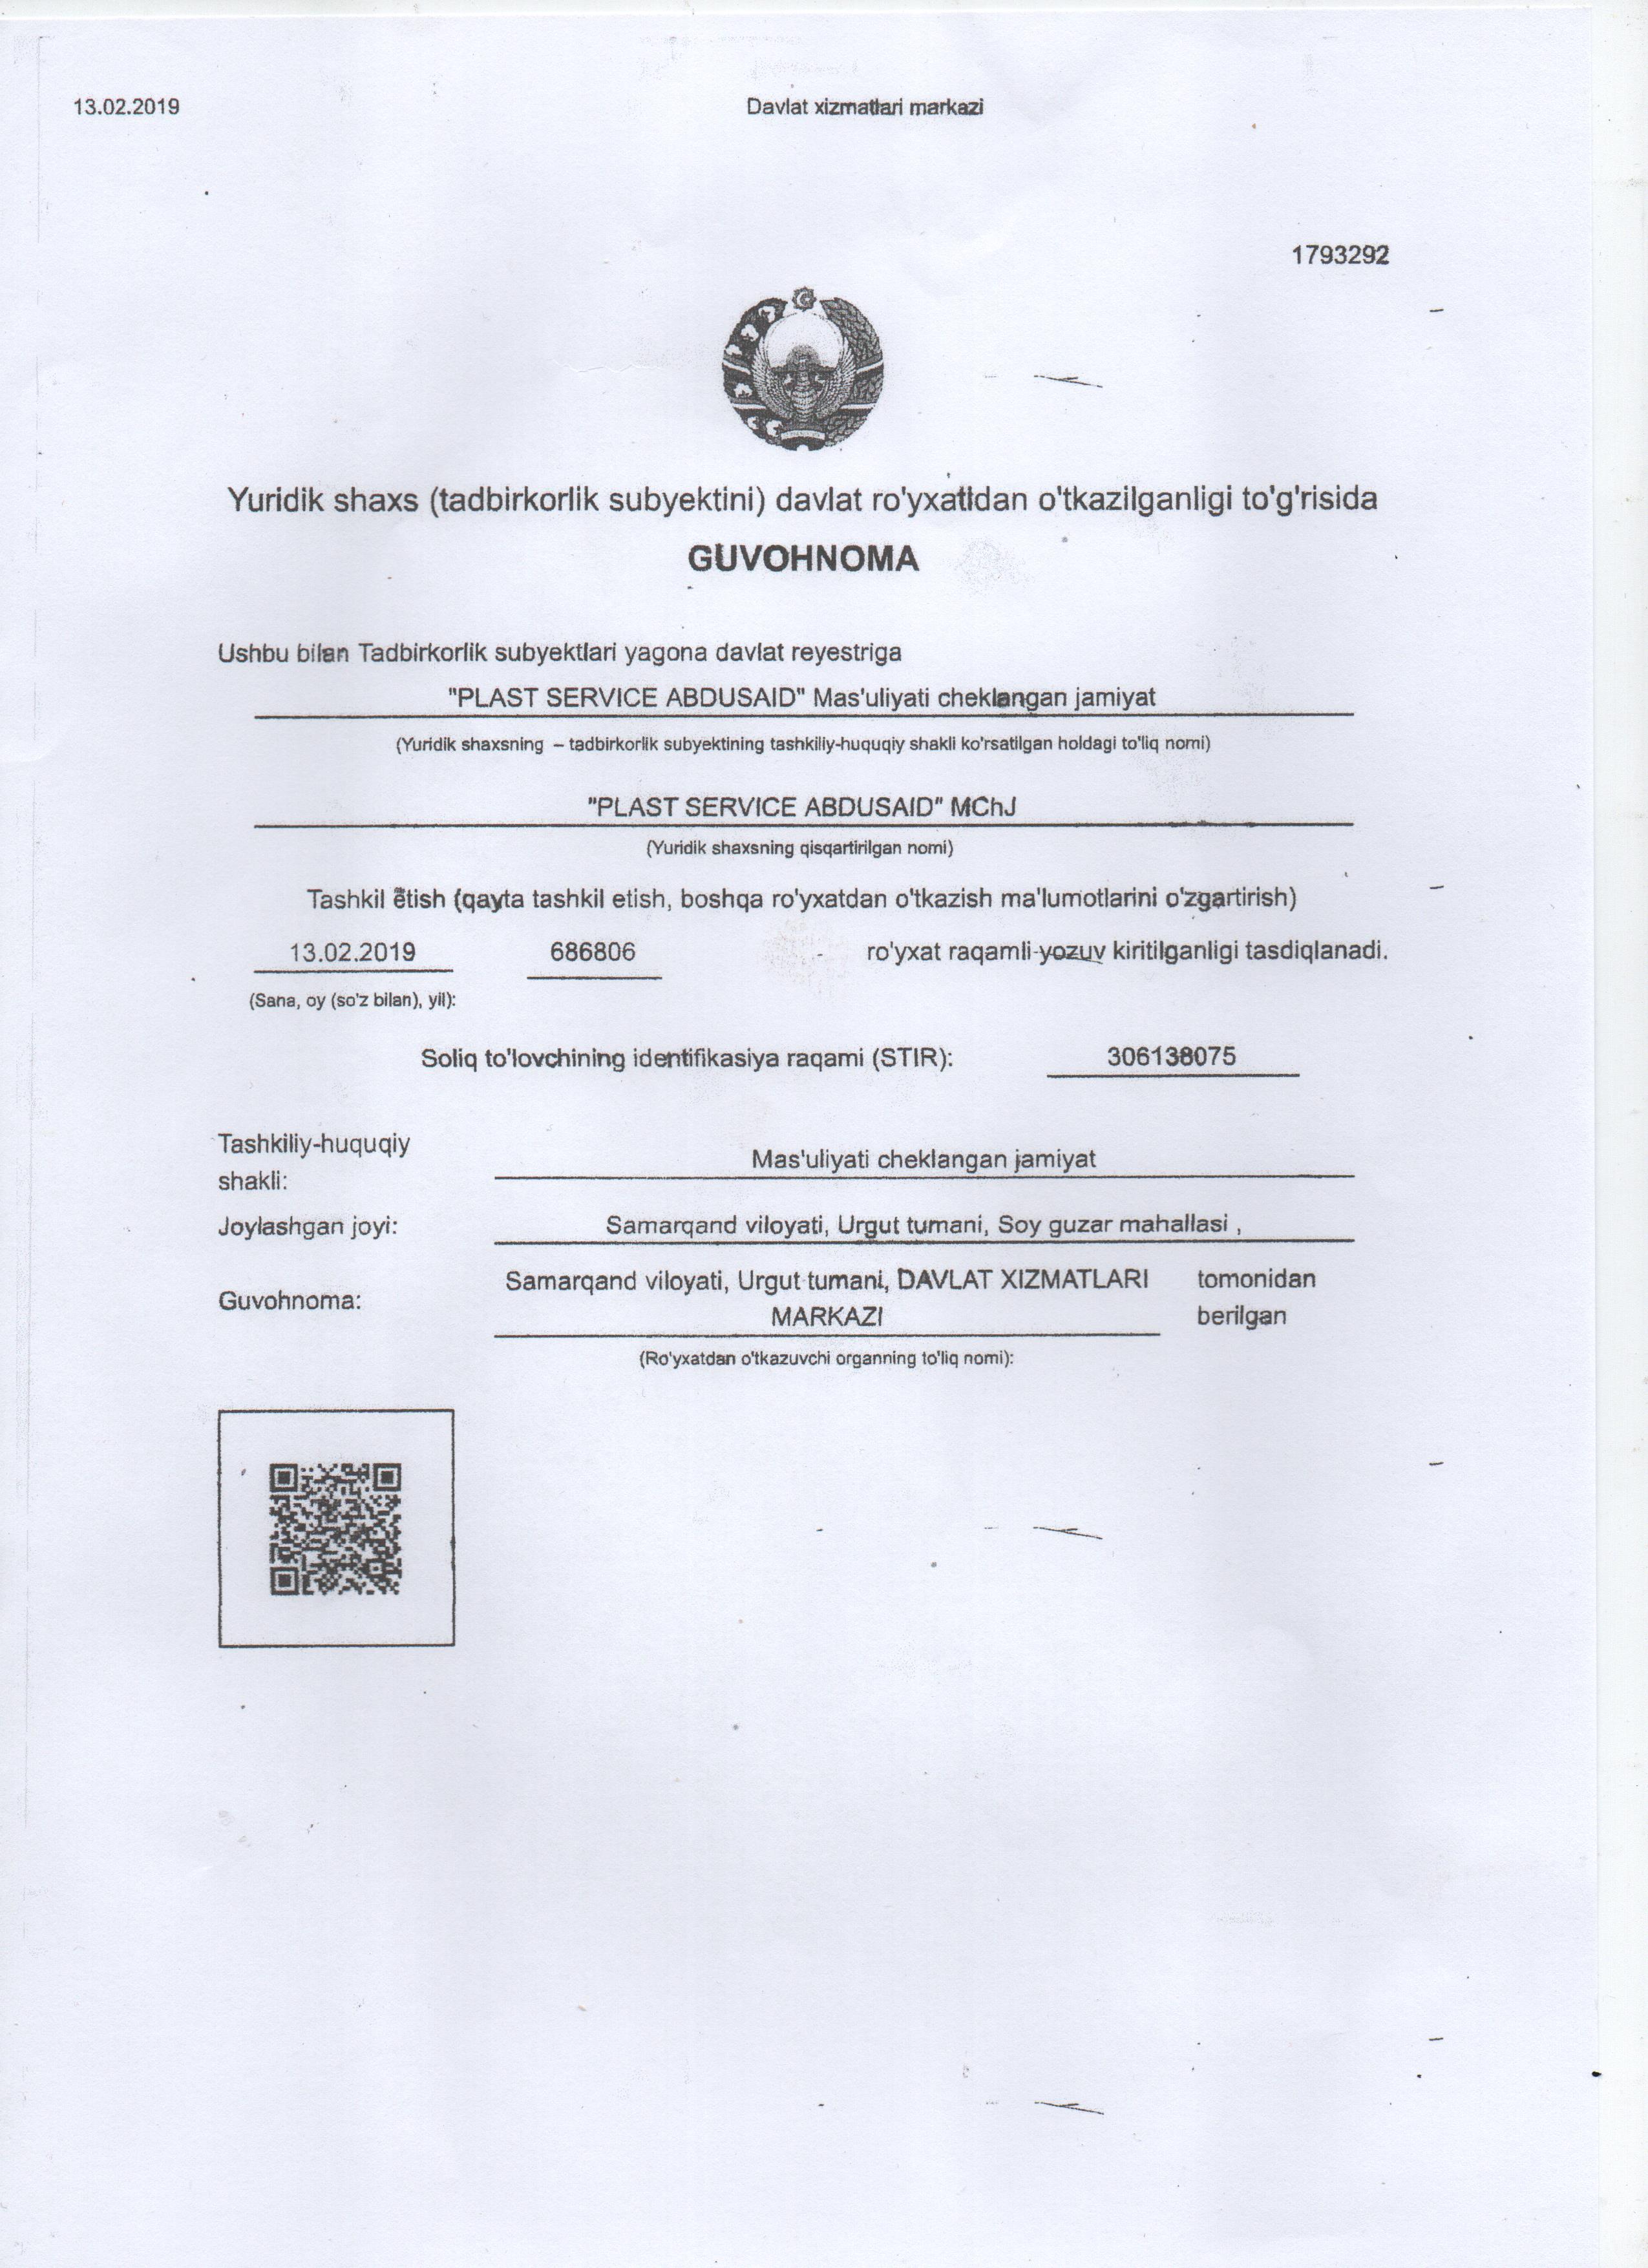 13.02.2019 Davlat xizmatlari markazi
1793292
Yuridik shaxs (tadbirkorlik subyektini) davlat ro'yxatidan o'tkazilganligi to'g'risida
GUVOHNOMA
Ushbu bilan Tadbirkorlik subyektlari yagona davlat reyestriga
"PLAST SERVICE ABDUSAID" Mas'uliyati cheklangan jamiyat
(Yuridik shaxsning – tadbirkorlik subyektining tashkiliy-huquqiy shakli ko'rsatilgan holdagi to'liq nomi)
"PLAST SERVICE ABDUSAID" MChJ
(Yuridik shaxsning qisqartirilgan nomi)
Tashkil etish (qayta tashkil etish, boshqa ro'yxatdan o'tkazish ma'lumotlarini o'zgartirish)
13.02.2019 686806 ro'yxat raqamli yozuv kiritilganligi tasdiqlanadi.
(Sana, oy (so'z bilan), yil):
Soliq to'lovchining identifikasiya raqami (STIR): 306138075
Tashkiliy-huquqiy
shakli:
Mas'uliyati cheklangan jamiyat
Joylashgan joyi: Samarqand viloyati, Urgut tumani, Soy guzar mahallasi ,
Guvohnoma:
Samarqand viloyati, Urgut tumani, DAVLAT XIZMATLARI
MARKAZI
tomonidan
berilgan
(Ro'yxatdan o'tkazuvchi organning to'liq nomi):